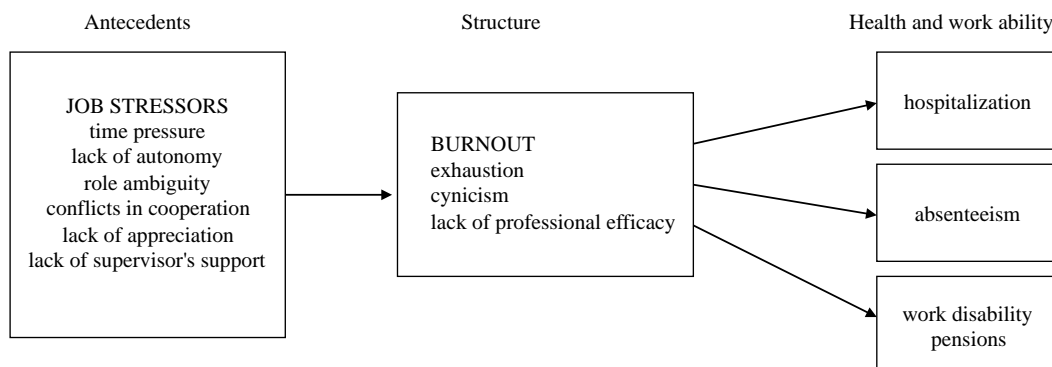 Antecedents
Structure
Health and work ability
JOB STRESSORS
time pressure
lack of autonomy
role ambiguity
conflicts in cooperation
lack of appreciation
lack of supervisor's support
BURNOUT
exhaustion
cynicism
lack of professional efficacy
hospitalization
absenteeism
work disability
pensions